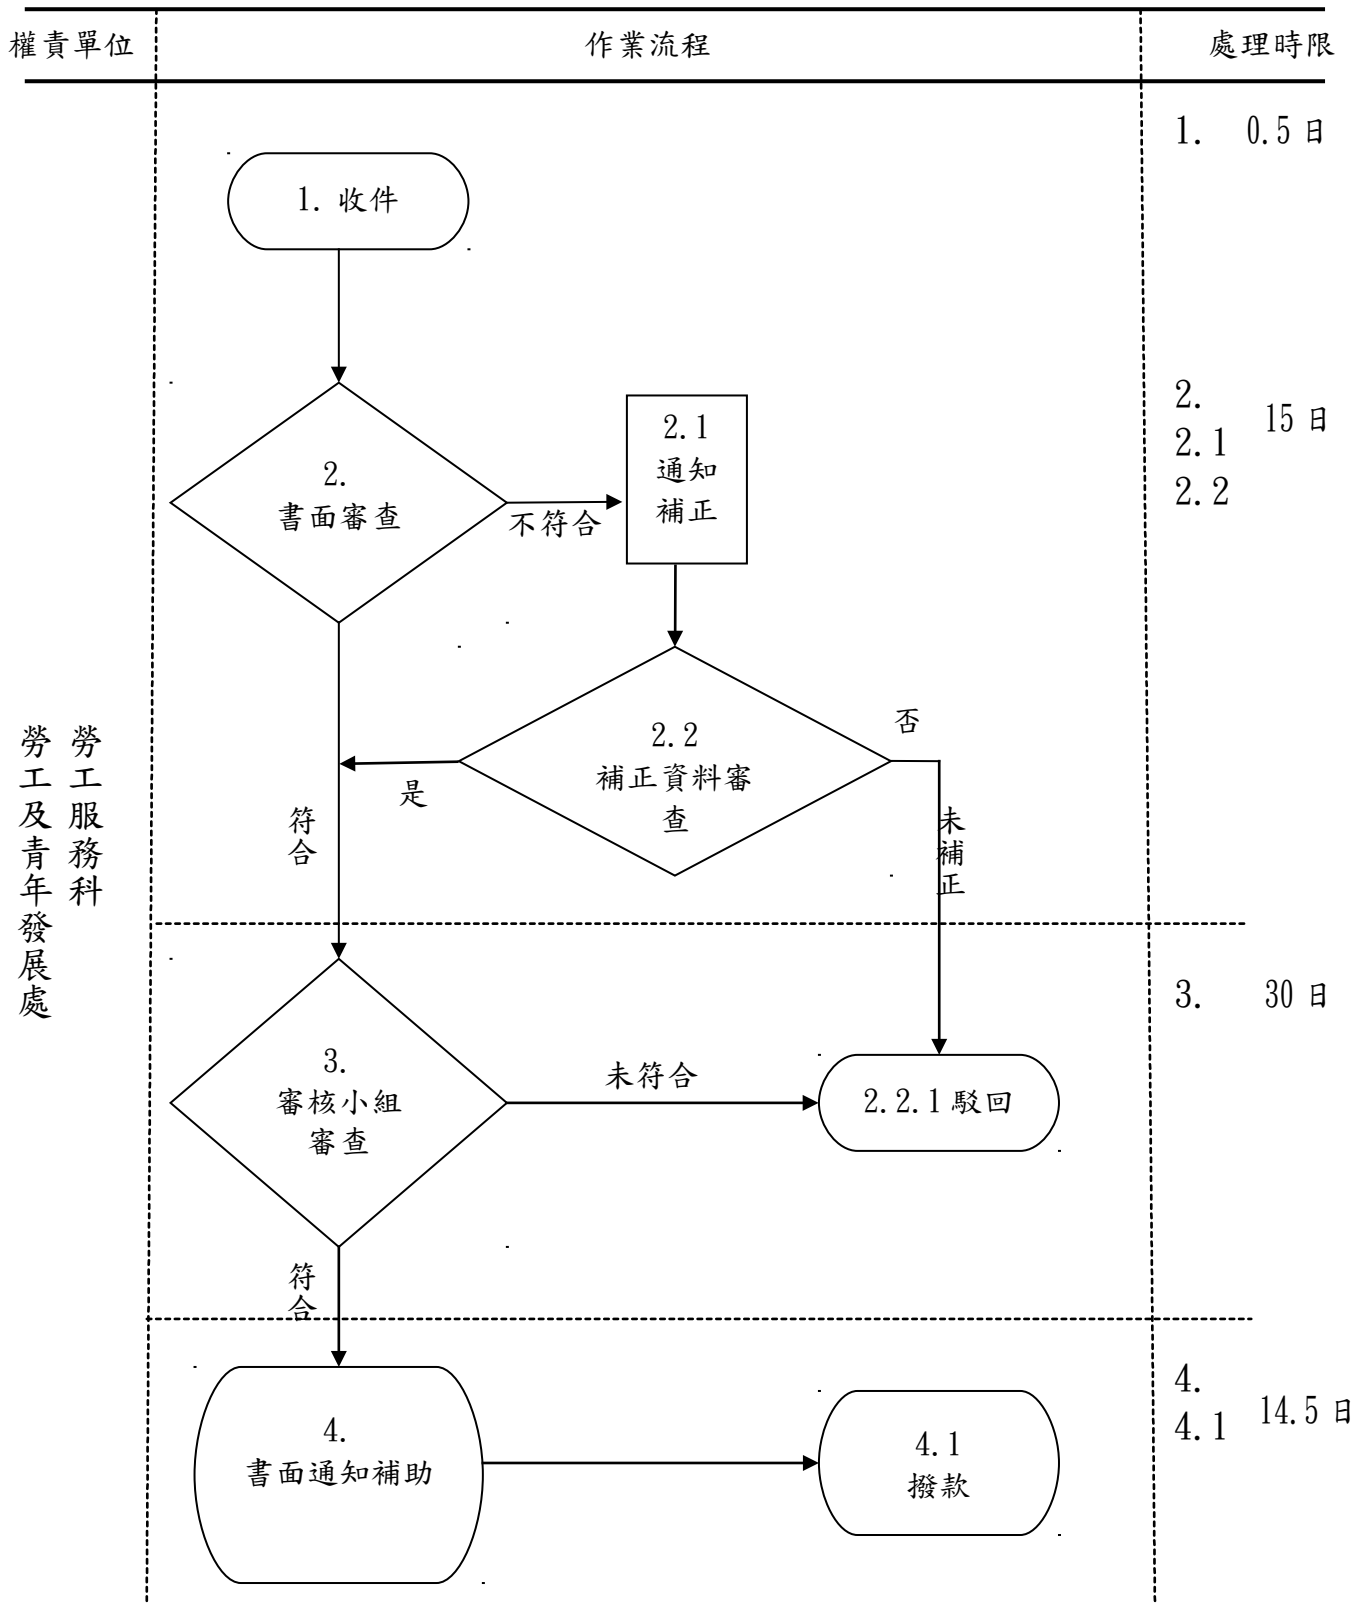 權責單位
作業流程
處理時限
1. 0.5 日
1. 收件
2.
2.1
2.2
15 日
2.
書面審查
不符合
2.1
通知
補正
2.2
補正資料審
查
是
否
符合
未補正
勞工及青年發展處
勞工服務科
3. 30 日
3.
審核小組
審查
未符合
2.2.1 駁回
符合
4.
4.1
14.5 日
4.
書面通知補助
4.1
撥款